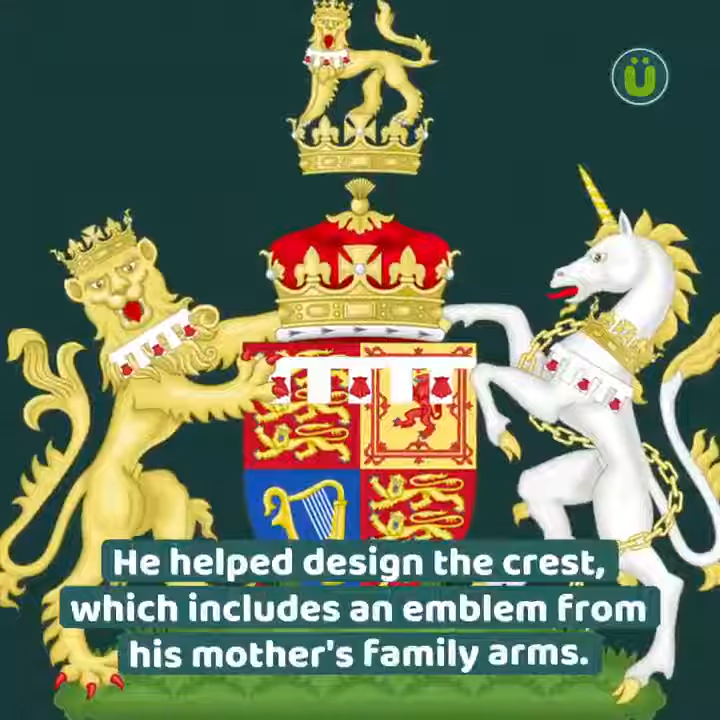 Ü
He helped design the crest,
which includes an emblem from
his mother's family arms.